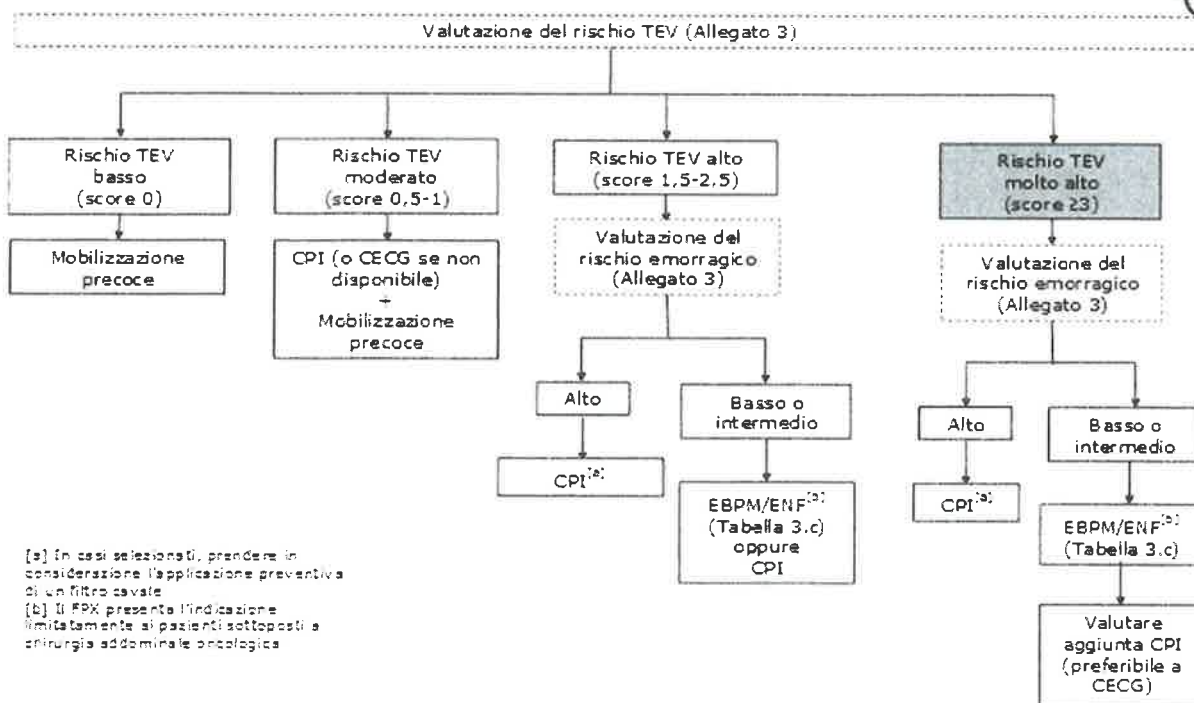 Valutazione del rischio TEV (Allegato 3)
Rischio TEV
basso
(score 0)
Mobilizzazione
precoce
Rischio TEV
moderato
(score 0,5-1)
CPI (o CECG se non
disponibile)
+
Mobilizzazione
precoce
Rischio TEV alto
(score 1,5-2,5)
Valutazione del
rischio emorragico
(Allegato 3)
Alto
CPI[a]
Basso o
intermedio
EBPM/ENF[b]
(Tabella 3.c)
oppure
CPI
Rischio TEV
molto alto
(score ≥3)
Valutazione del
rischio emorragico
(Allegato 3)
Alto
CPI[a]
Basso o
intermedio
EBPM/ENF[b]
(Tabella 3.c)
Valutare
aggiunta CPI
(preferibile a
CECG)
[a] In casi selezionati, prendere in
considerazione l'applicazione preventiva
di un filtro cavale
[b] Il FPX presenta l'indicazione
limitatamente ai pazienti sottoposti a
chirurgia addominale oncologica